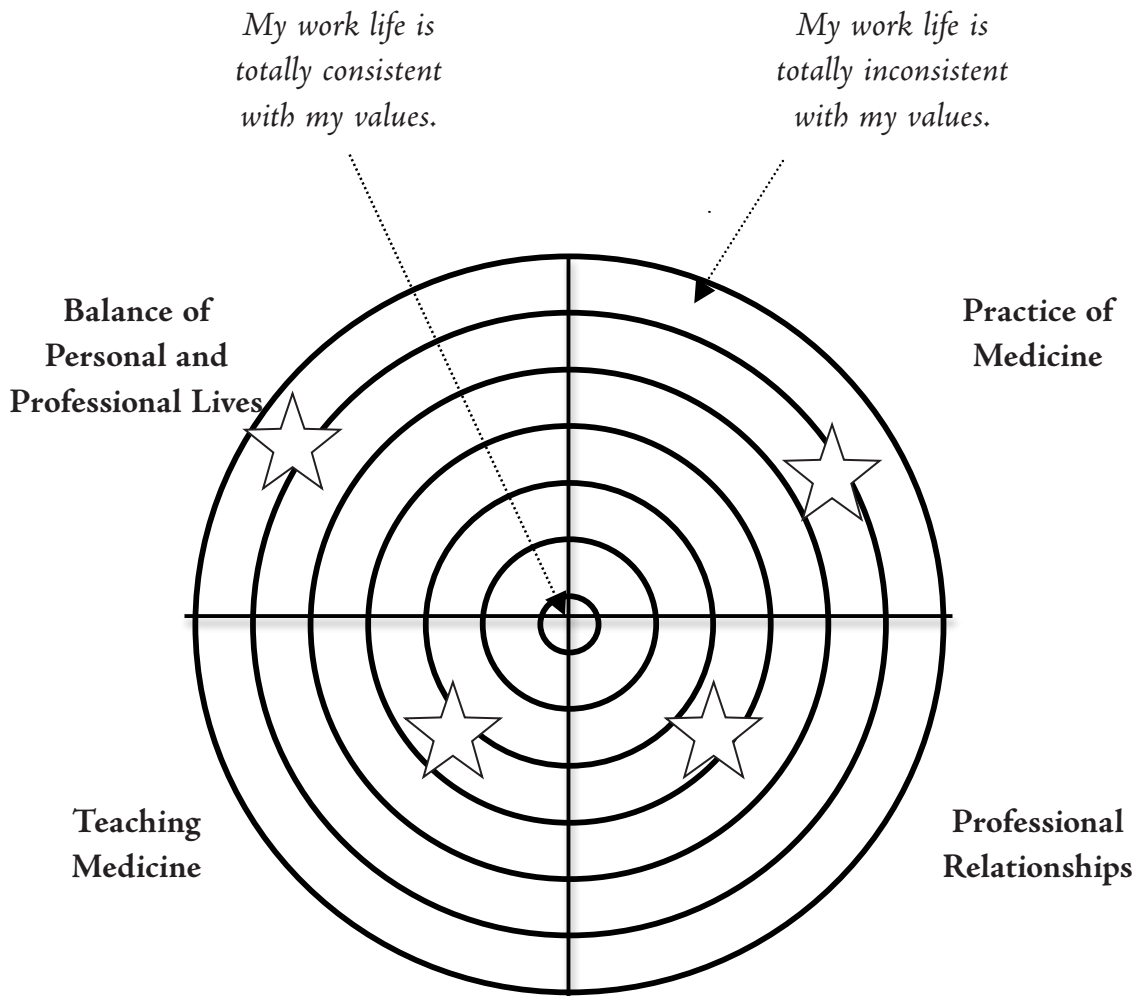 My work life is
totally consistent
with my values.
My work life is
totally inconsistent
with my values.
Balance of
Personal and
Professional Lives
Practice of
Medicine
Teaching
Medicine
Professional
Relationships